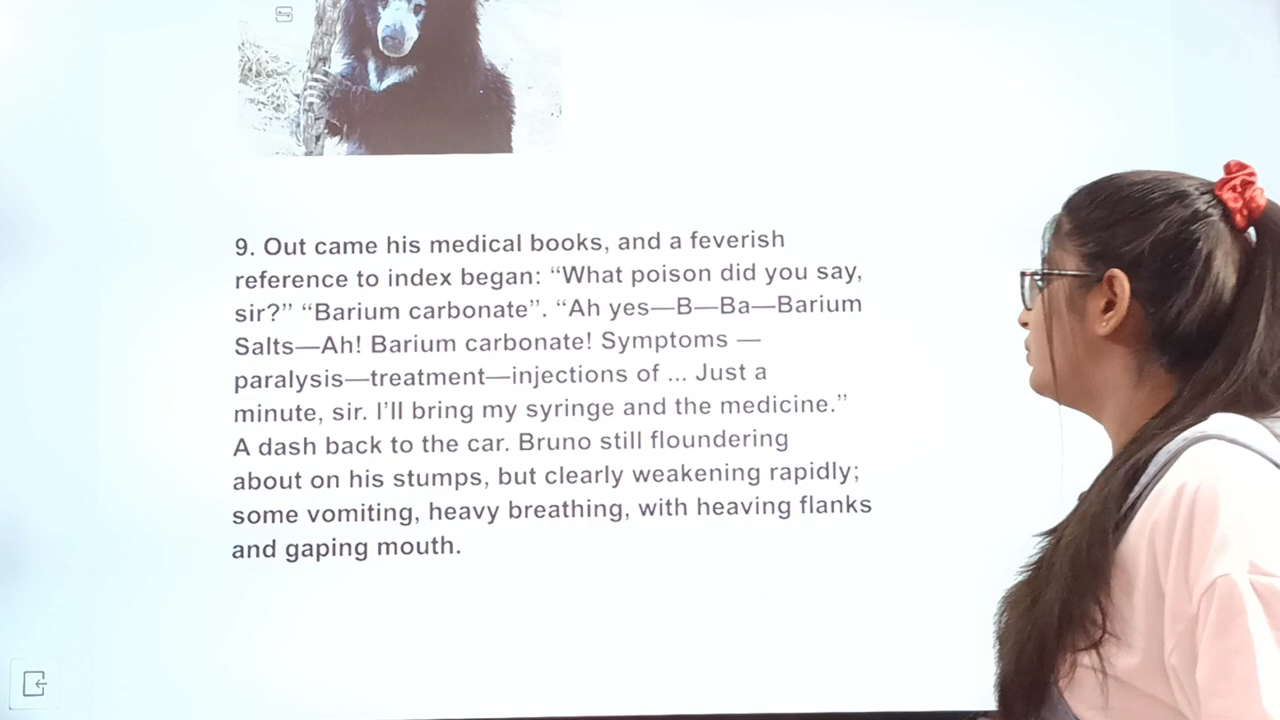 9. Out came his medical books, and a feverish
reference to index began: “What poison did you say,
sir?” “Barium carbonate”. “Ah yes—B—Ba—Barium
Salts—Ah! Barium carbonate! Symptoms —
paralysis—treatment—injections of ... Just a
minute, sir. I’ll bring my syringe and the medicine.”
A dash back to the car. Bruno still floundering
about on his stumps, but clearly weakening rapidly;
some vomiting, heavy breathing, with heaving flanks
and gaping mouth.